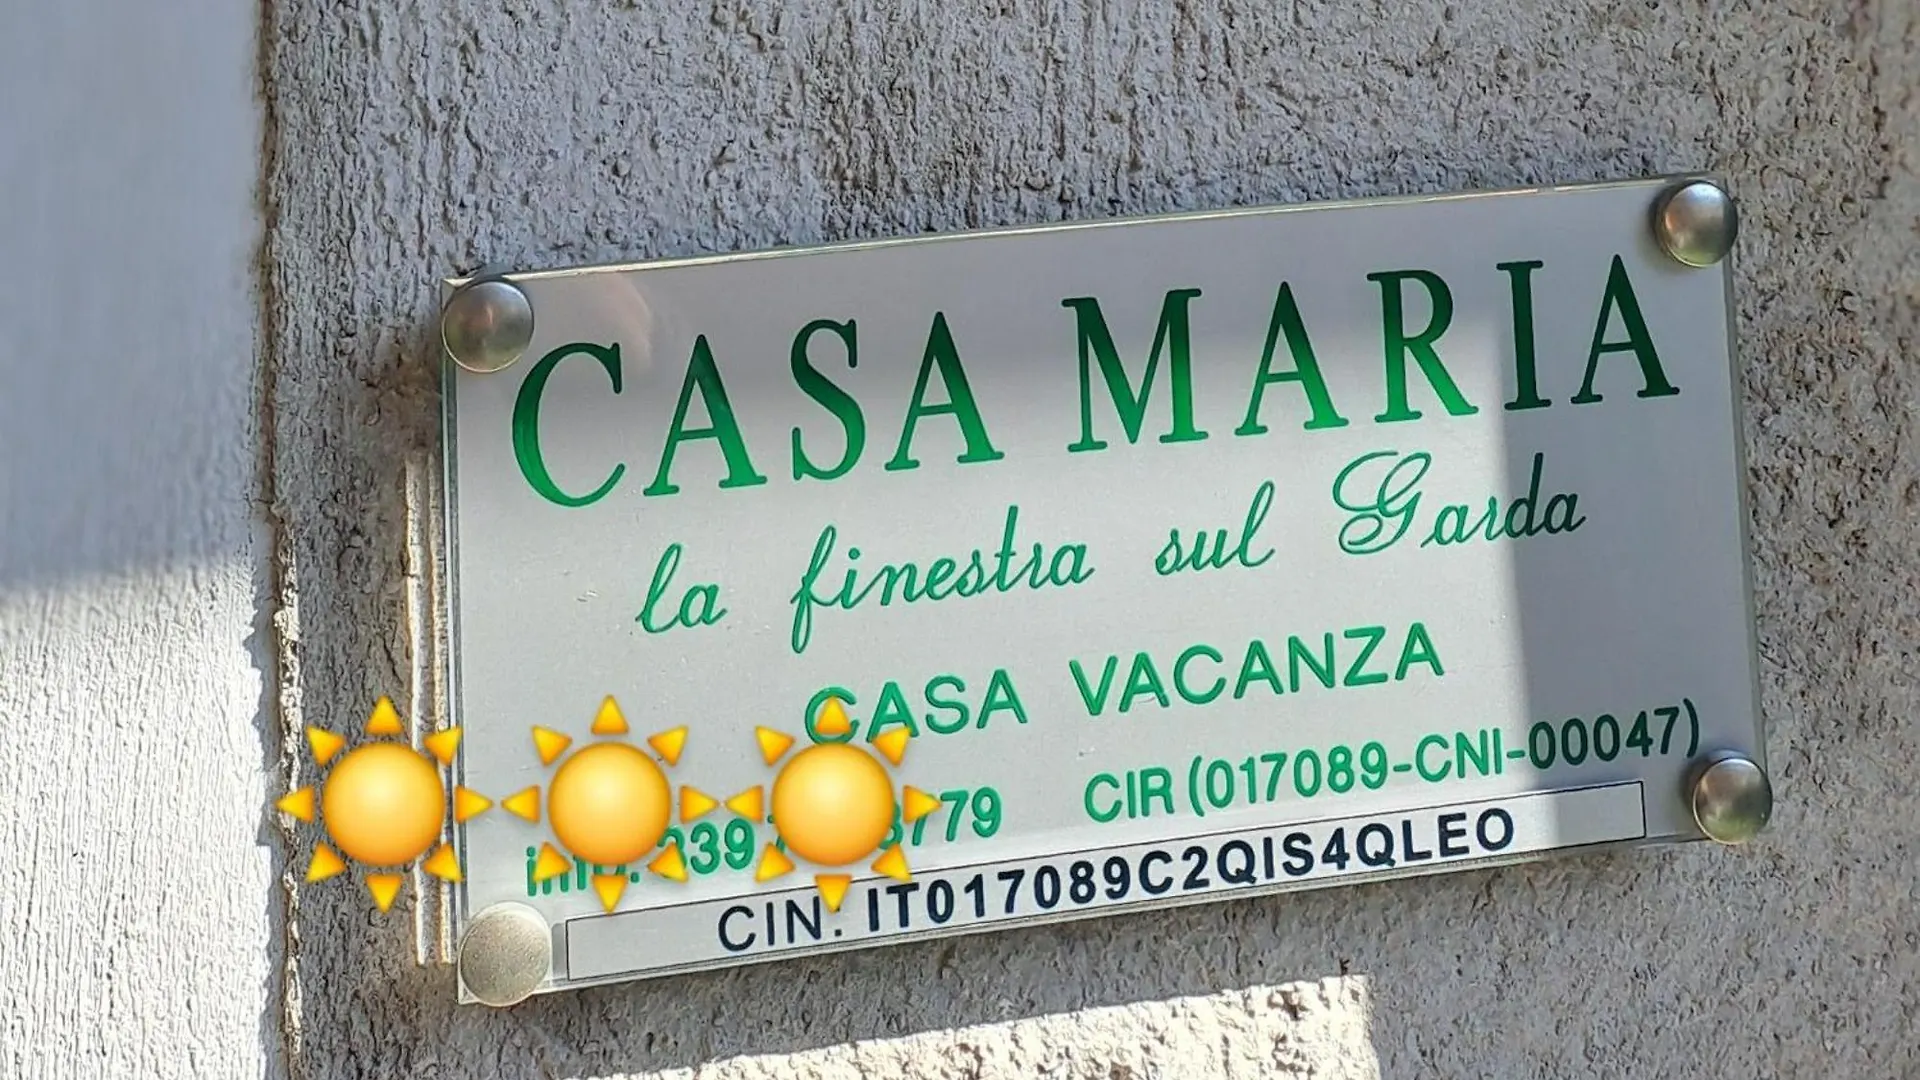 CASA MARIA
la finestra sul Garda
CASA VACANZA
CIR (017089-CNI-00047)
CIN: IT017089C2QIS4QLEO